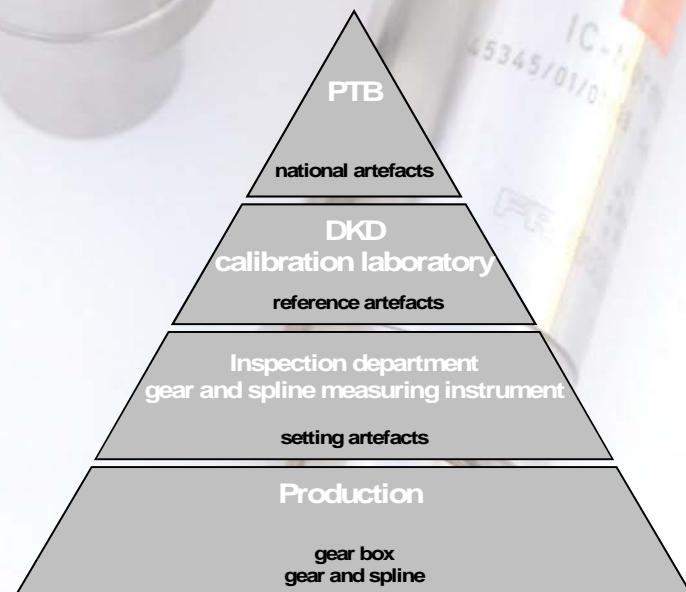 PTB
national artefacts
DKD
calibration laboratory
reference artefacts
Inspection department
gear and spline measuring instrument
setting artefacts
Production
gear box
gear and spline